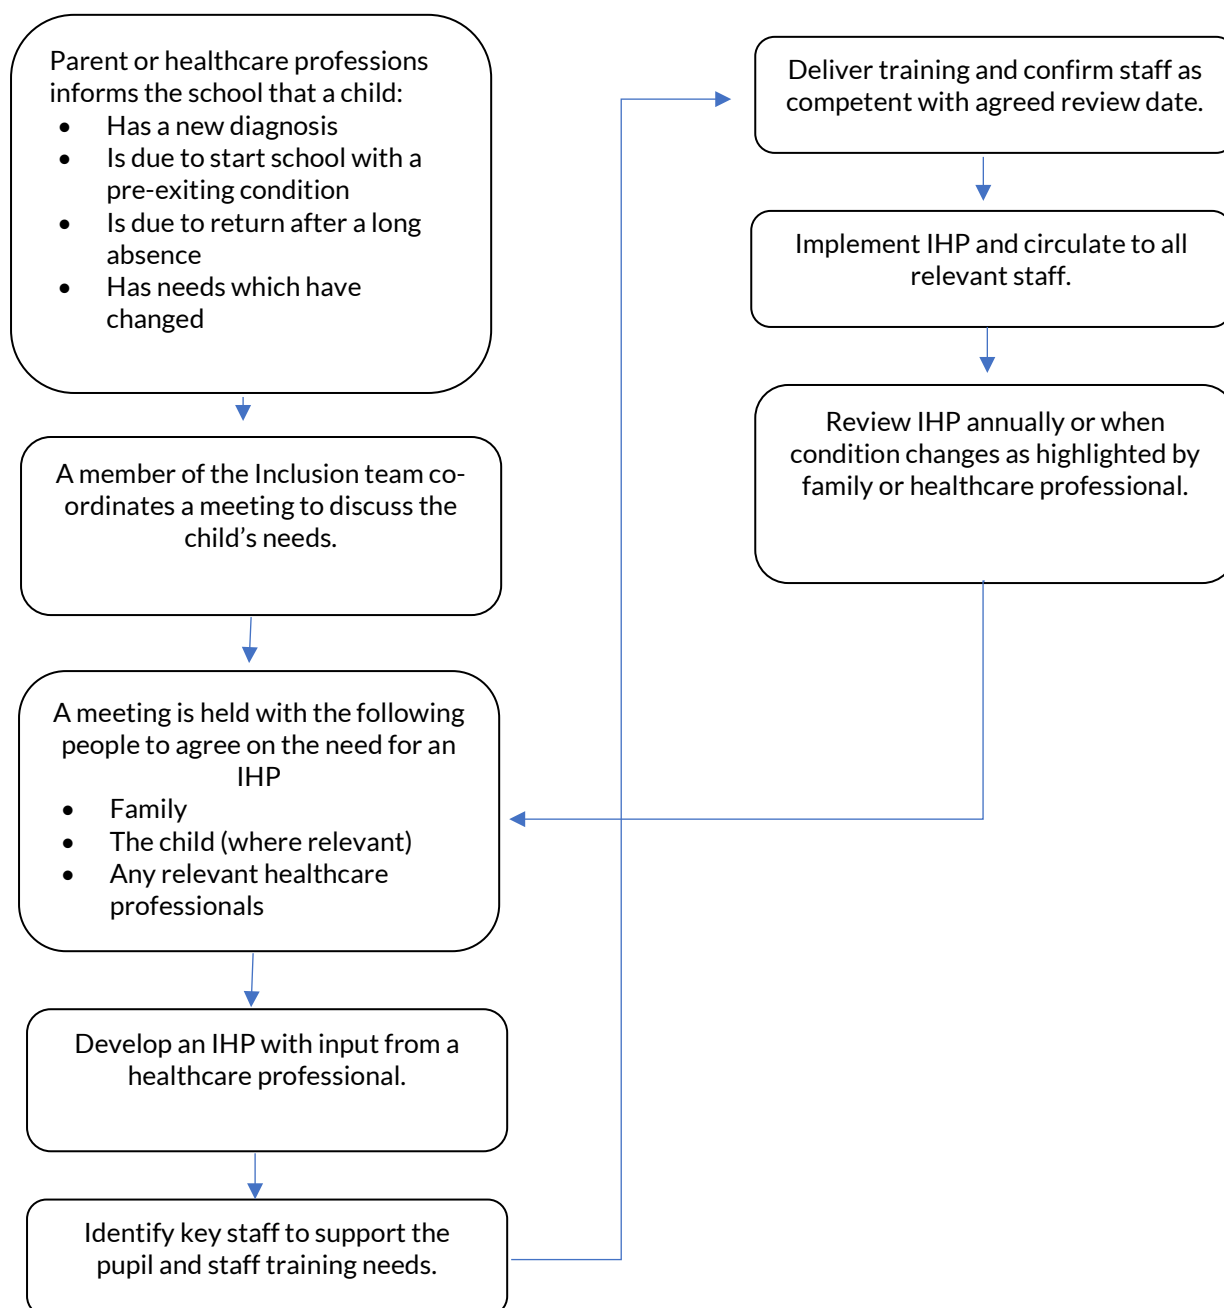 Parent or healthcare professions
informs the school that a child:
• Has a new diagnosis
• Is due to start school with a
pre-exiting condition
• Is due to return after a long
absence
• Has needs which have
changed
A member of the Inclusion team co-
ordinates a meeting to discuss the
child’s needs.
A meeting is held with the following
people to agree on the need for an
IHP
• Family
• The child (where relevant)
• Any relevant healthcare
professionals
Develop an IHP with input from a
healthcare professional.
Identify key staff to support the
pupil and staff training needs.
Deliver training and confirm staff as
competent with agreed review date.
Implement IHP and circulate to all
relevant staff.
Review IHP annually or when
condition changes as highlighted by
family or healthcare professional.